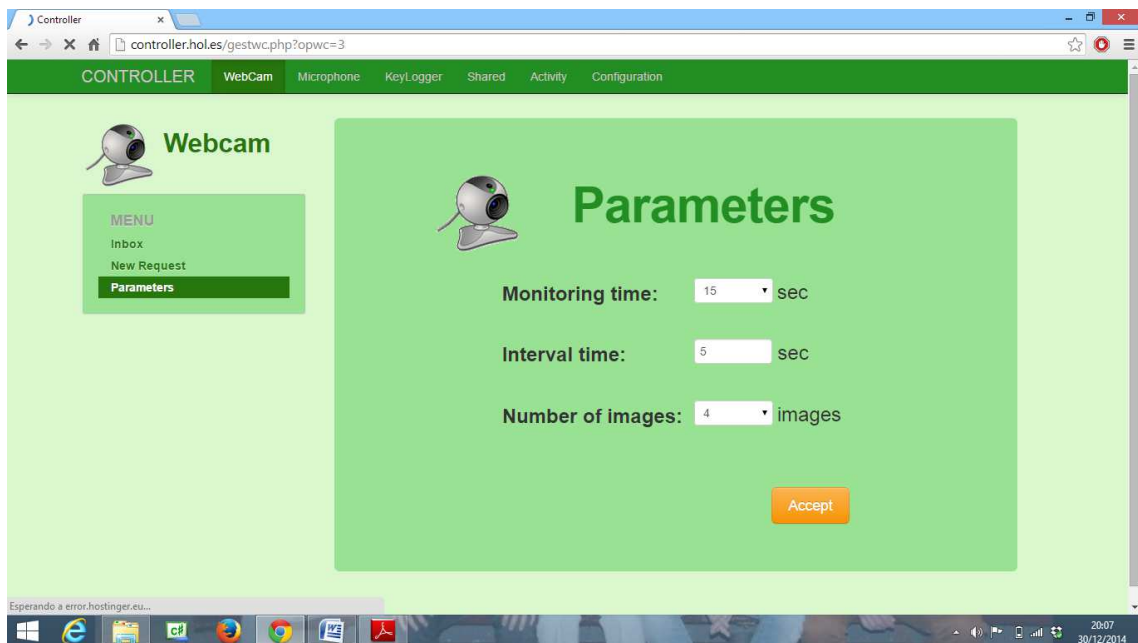 Controller
controller.hol.es/gestwc.php?opwc=3
CONTROLLER WebCam Microphone KeyLogger Shared Activity Configuration
Webcam
MENU
Inbox
New Request
Parameters
Parameters
Monitoring time: 15 sec
Interval time: 5 sec
Number of images: 4 images
Accept
Esperando a error.hostinger.eu...
C#
20:07
30/12/2014